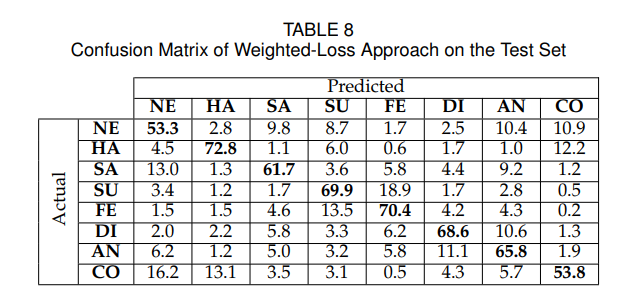 TABLE 8
Confusion Matrix of Weighted-Loss Approach on the Test Set
Predicted
NE HA SA SU FE DI AN CO
Actual
NE 53.3 2.8 9.8 8.7 1.7 2.5 10.4 10.9
HA 4.5 72.8 1.1 6.0 0.6 1.7 1.0 12.2
SA 13.0 1.3 61.7 3.6 5.8 4.4 9.2 1.2
SU 3.4 1.2 1.7 69.9 18.9 1.7 2.8 0.5
FE 1.5 1.5 4.6 13.5 70.4 4.2 4.3 0.2
DI 2.0 2.2 5.8 3.3 6.2 68.6 10.6 1.3
AN 6.2 1.2 5.0 3.2 5.8 11.1 65.8 1.9
CO 16.2 13.1 3.5 3.1 0.5 4.3 5.7 53.8